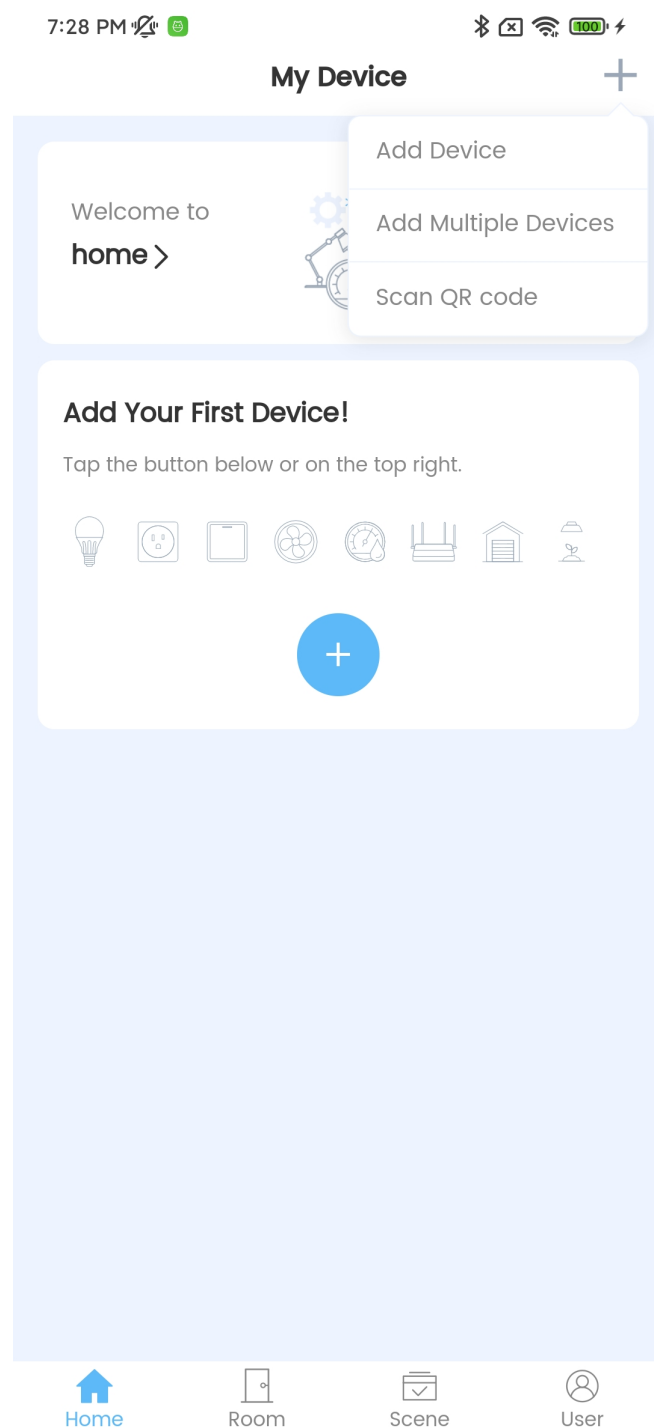 7:28 PM
100
My Device
Add Device
Add Multiple Devices
Scan QR code
Welcome to
home
Add Your First Device!
Tap the button below or on the top right.
Home
Room
Scene
User